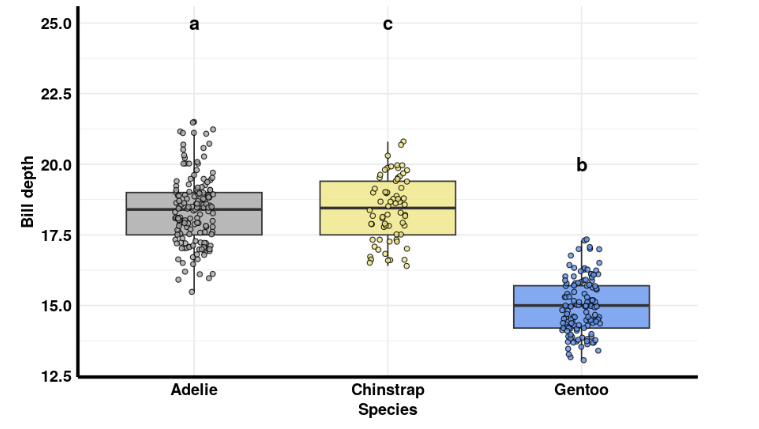 25.0
a
c
22.5
20.0
b
17.5
15.0
12.5
Bill depth
Adelie
Chinstrap
Gentoo
Species